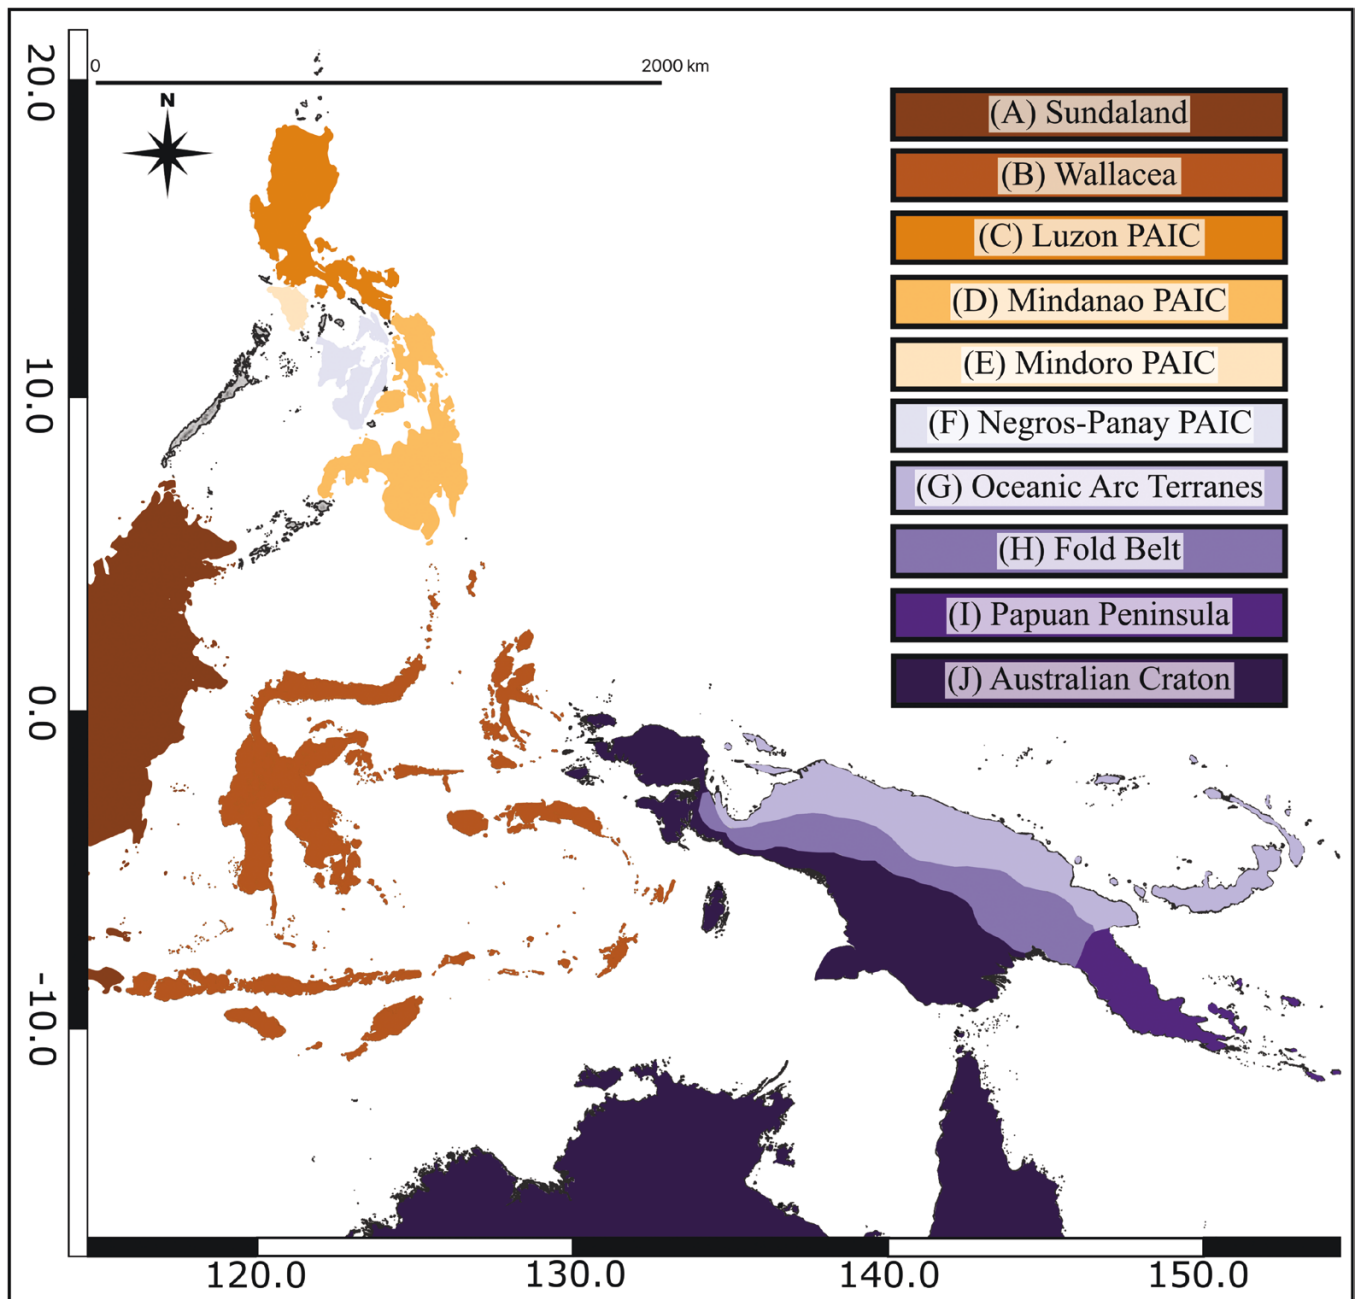 0
2000 km
N
(A) Sundaland
(B) Wallacea
(C) Luzon PAIC
(D) Mindanao PAIC
(E) Mindoro PAIC
(F) Negros-Panay PAIC
(G) Oceanic Arc Terranes
(H) Fold Belt
(I) Papuan Peninsula
(J) Australian Craton
20.0
10.0
0.0
-10.0
120.0
130.0
140.0
150.0